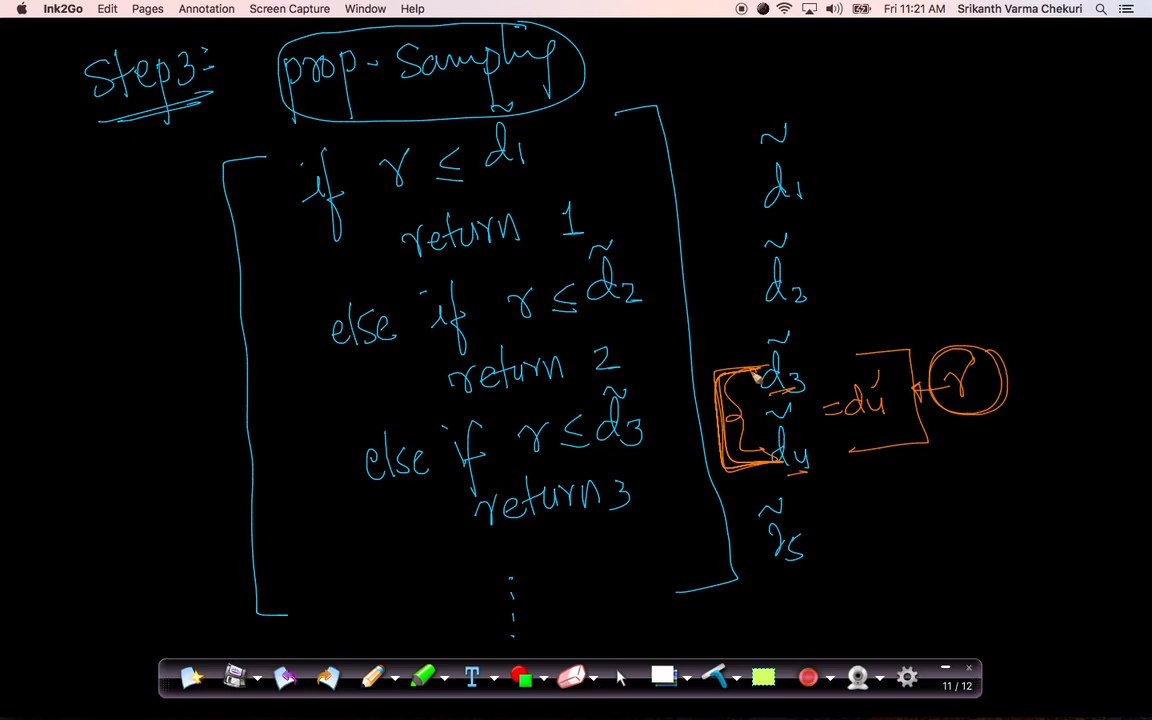 Ink2Go Edit Pages Annotation Screen Capture Window Help Fri 11:21 AM Srikanth Varma Chekuri
Step3:- prop-Sampling
if r ≤ d̃1
return 1
else if r ≤ d̃2
return 2
else if r ≤ d̃3
return 3
d̃1
d̃2
d̃3
= d4' r
d̃4
d̃5
11 / 12